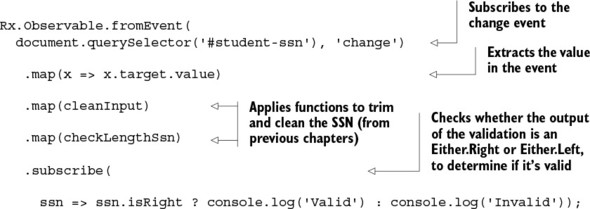 Rx.Observable.fromEvent(
document.querySelector('#student-ssn'), 'change')
Subscribes to the
change event
.map(x => x.target.value)
Extracts the value
in the event
.map(cleanInput)
.map(checkLengthSsn)
Applies functions to trim
and clean the SSN (from
previous chapters)
.subscribe(
Checks whether the output
of the validation is an
Either.Right or Either.Left,
to determine if it's valid
ssn => ssn.isRight ? console.log('Valid') : console.log('Invalid'));